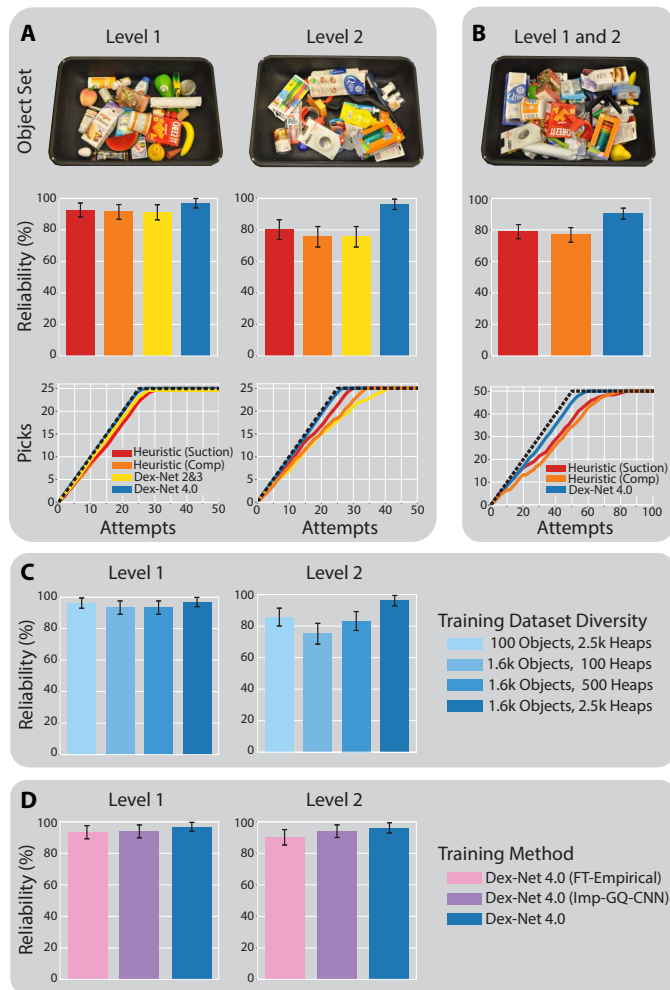 A
Level 1
Level 2
B
Level 1 and 2
Object Set
CHEEZ-IT
Reliability (%)
100
80
60
40
20
0
100
80
60
40
20
0
100
80
60
40
20
0
Picks
25
20
15
10
5
0
0 10 20 30 40 50
Attempts
Heuristic (Suction)
Heuristic (Comp)
Dex-Net 2&3
Dex-Net 4.0
25
20
15
10
5
0
0 10 20 30 40 50
Attempts
50
40
30
20
10
0
0 20 40 60 80 100
Attempts
Heuristic (Suction)
Heuristic (Comp)
Dex-Net 4.0
C
Level 1
Level 2
Reliability (%)
100
80
60
40
20
0
100
80
60
40
20
0
Training Dataset Diversity
100 Objects, 2.5k Heaps
1.6k Objects, 100 Heaps
1.6k Objects, 500 Heaps
1.6k Objects, 2.5k Heaps
D
Level 1
Level 2
Reliability (%)
100
80
60
40
20
0
100
80
60
40
20
0
Training Method
Dex-Net 4.0 (FT-Empirical)
Dex-Net 4.0 (Imp-GQ-CNN)
Dex-Net 4.0